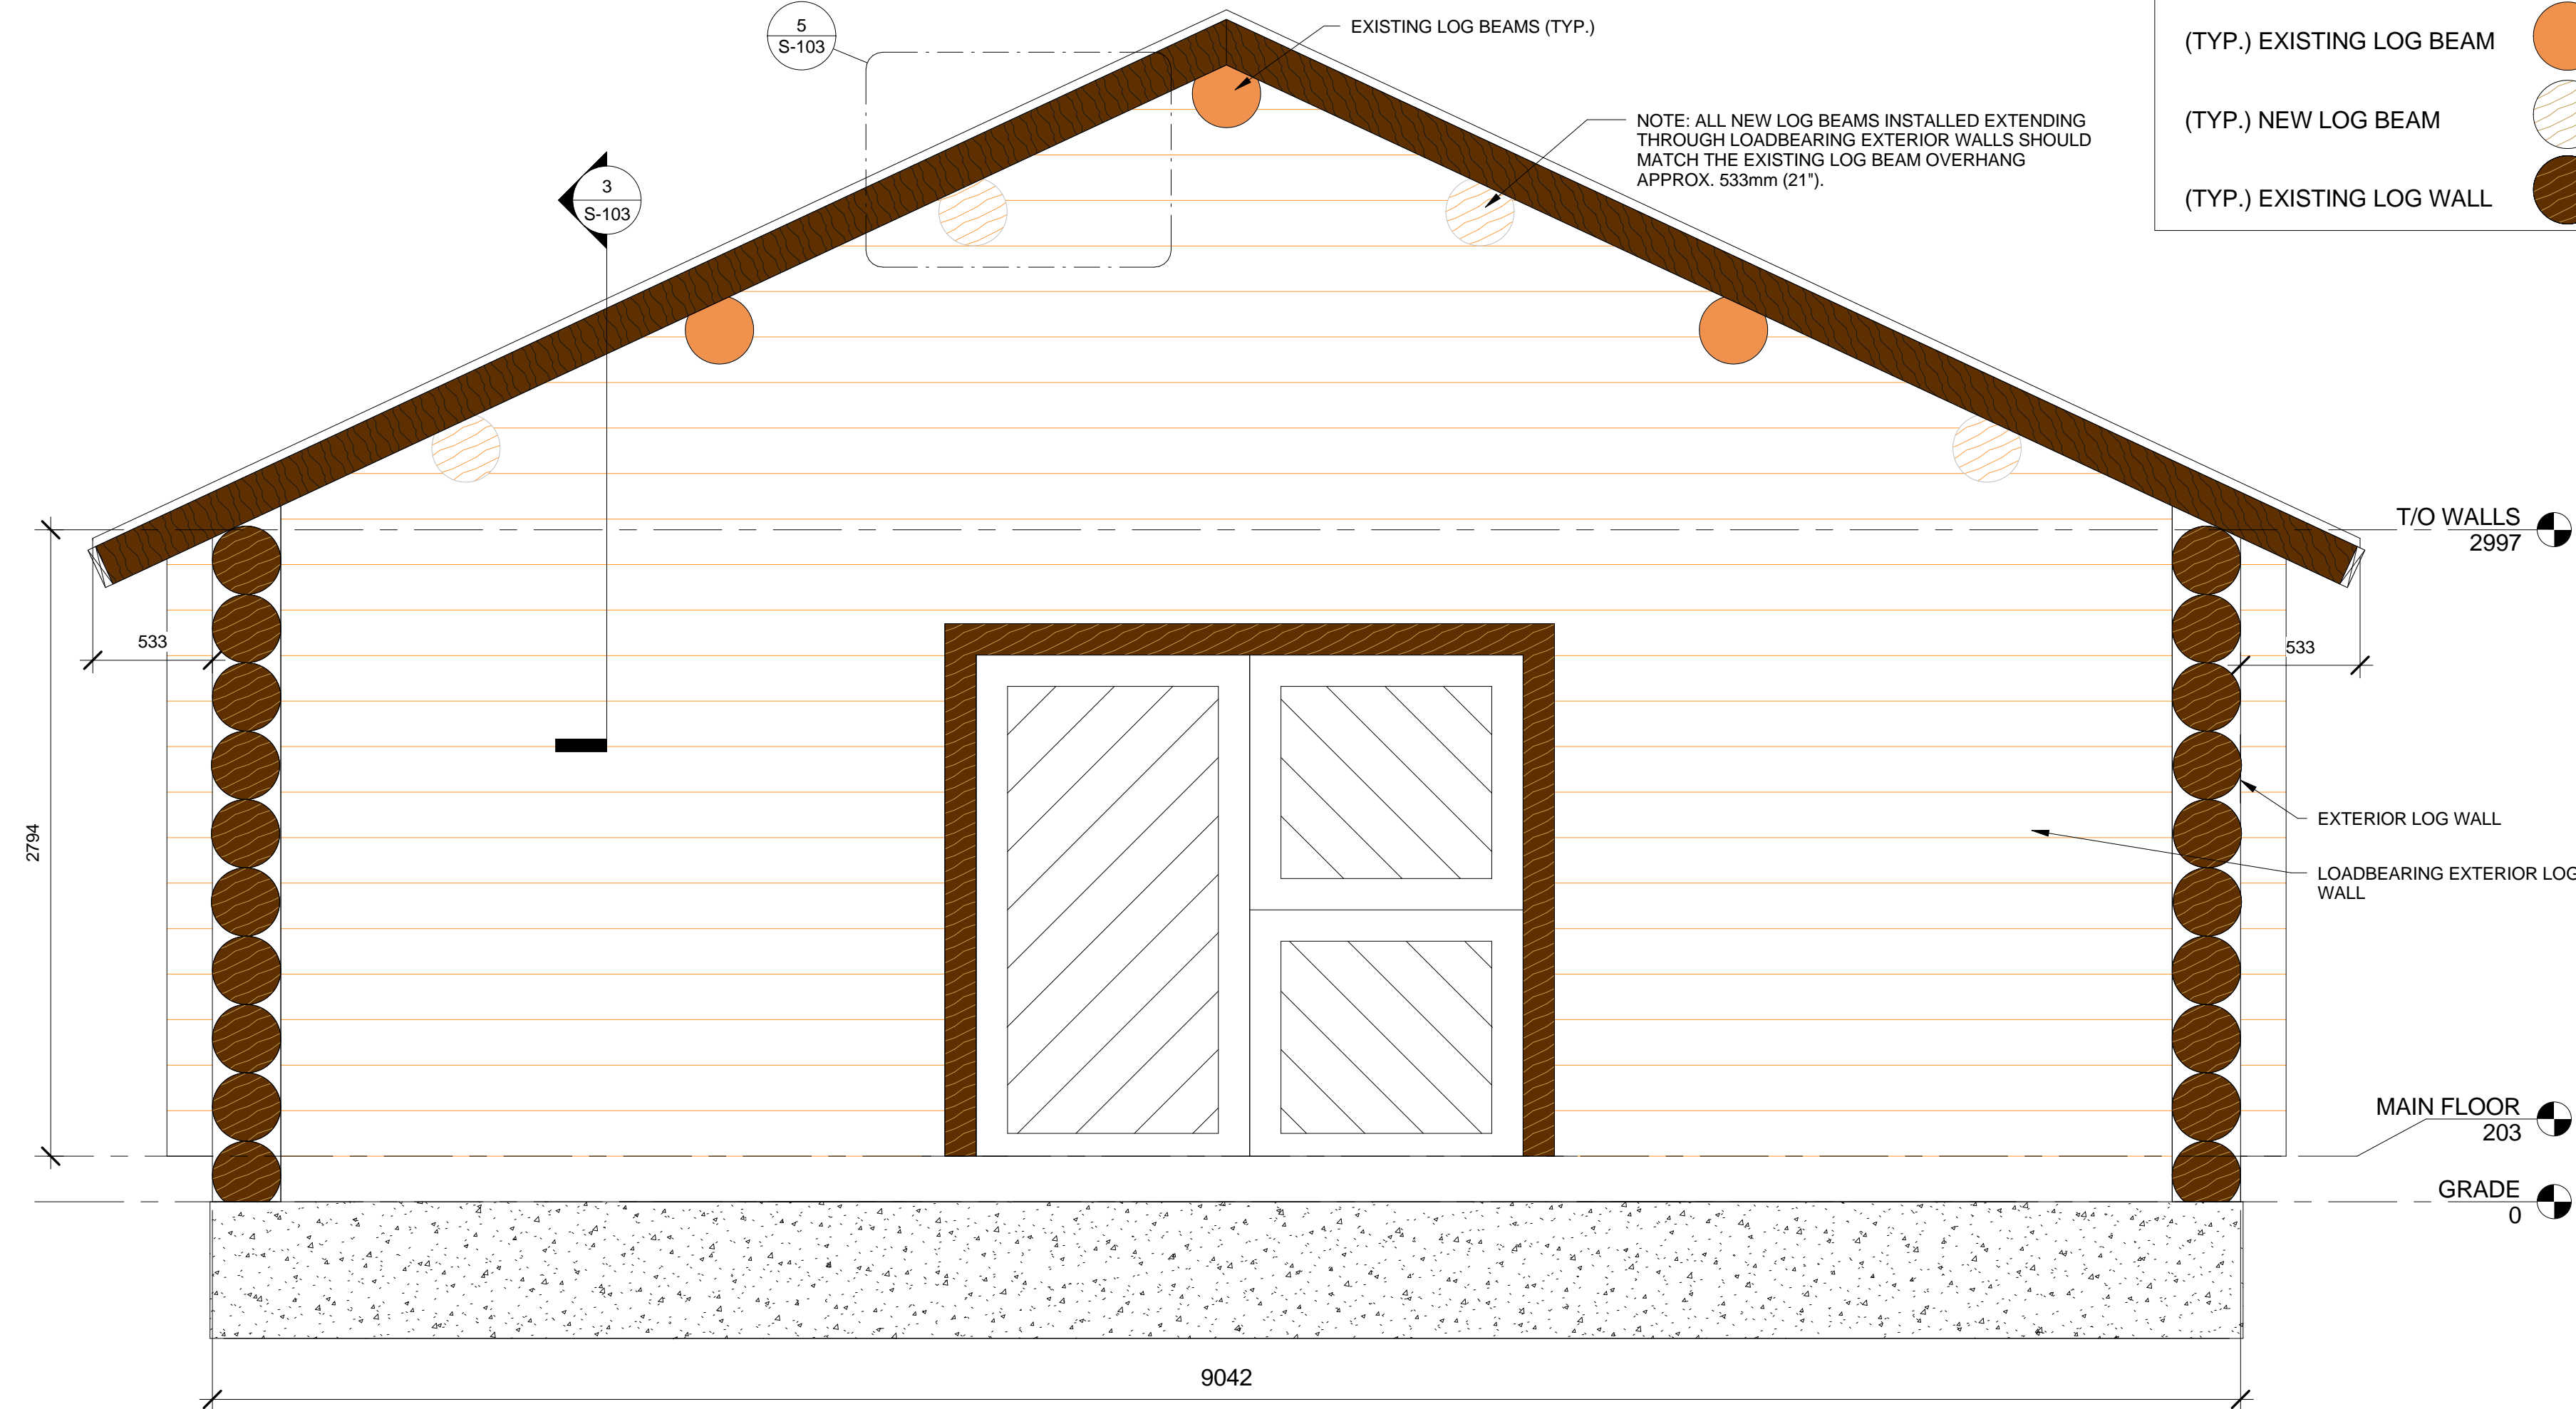 5
S-103
EXISTING LOG BEAMS (TYP.)
(TYP.) EXISTING LOG BEAM
(TYP.) NEW LOG BEAM
(TYP.) EXISTING LOG WALL
NOTE: ALL NEW LOG BEAMS INSTALLED EXTENDING
THROUGH LOADBEARING EXTERIOR WALLS SHOULD
MATCH THE EXISTING LOG BEAM OVERHANG
APPROX. 533mm (21").
3
S-103
T/O WALLS
2997
533
533
2794
EXTERIOR LOG WALL
LOADBEARING EXTERIOR LOG
WALL
MAIN FLOOR
203
GRADE
0
9042